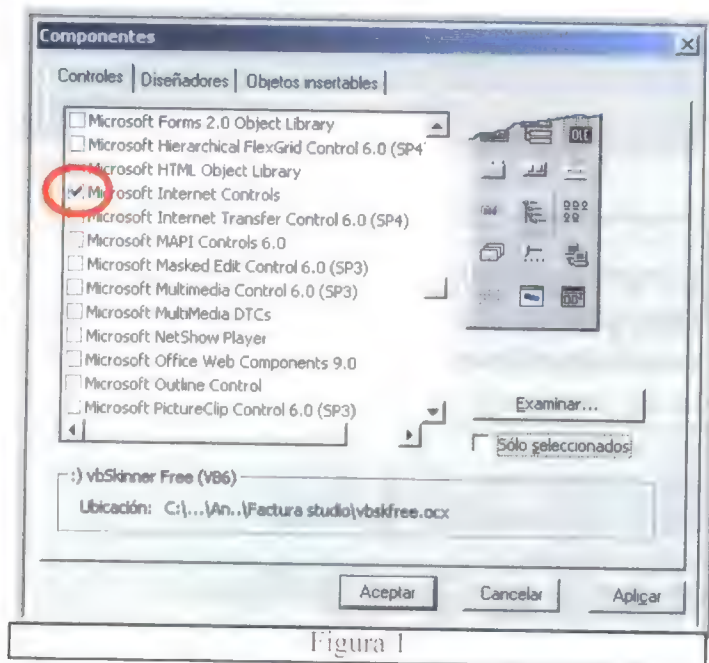 Componentes
Controles
Diseñadores
Objetos insertables
Microsoft Forms 2.0 Object Library
Microsoft Hierarchical FlexGrid Control 6.0 (SP4
Microsoft HTML Object Library
Microsoft Internet Controls
Microsoft Internet Transfer Control 6.0 (SP4)
Microsoft MAPI Controls 6.0
Microsoft Masked Edit Control 6.0 (SP3)
Microsoft Multimedia Control 6.0 (SP3)
Microsoft MultiMedia DTCs
Microsoft NetShow Player
Microsoft Office Web Components 9.0
Microsoft Outline Control
Microsoft PictureClip Control 6.0 (SP3)
OLE
Examinar...
Sólo seleccionados
:) vbSkinner Free (VB6)
Ubicación: C:\...\An..\Factura studio\vbskfree.ocx
Aceptar
Cancelar
Aplicar
Figura 1